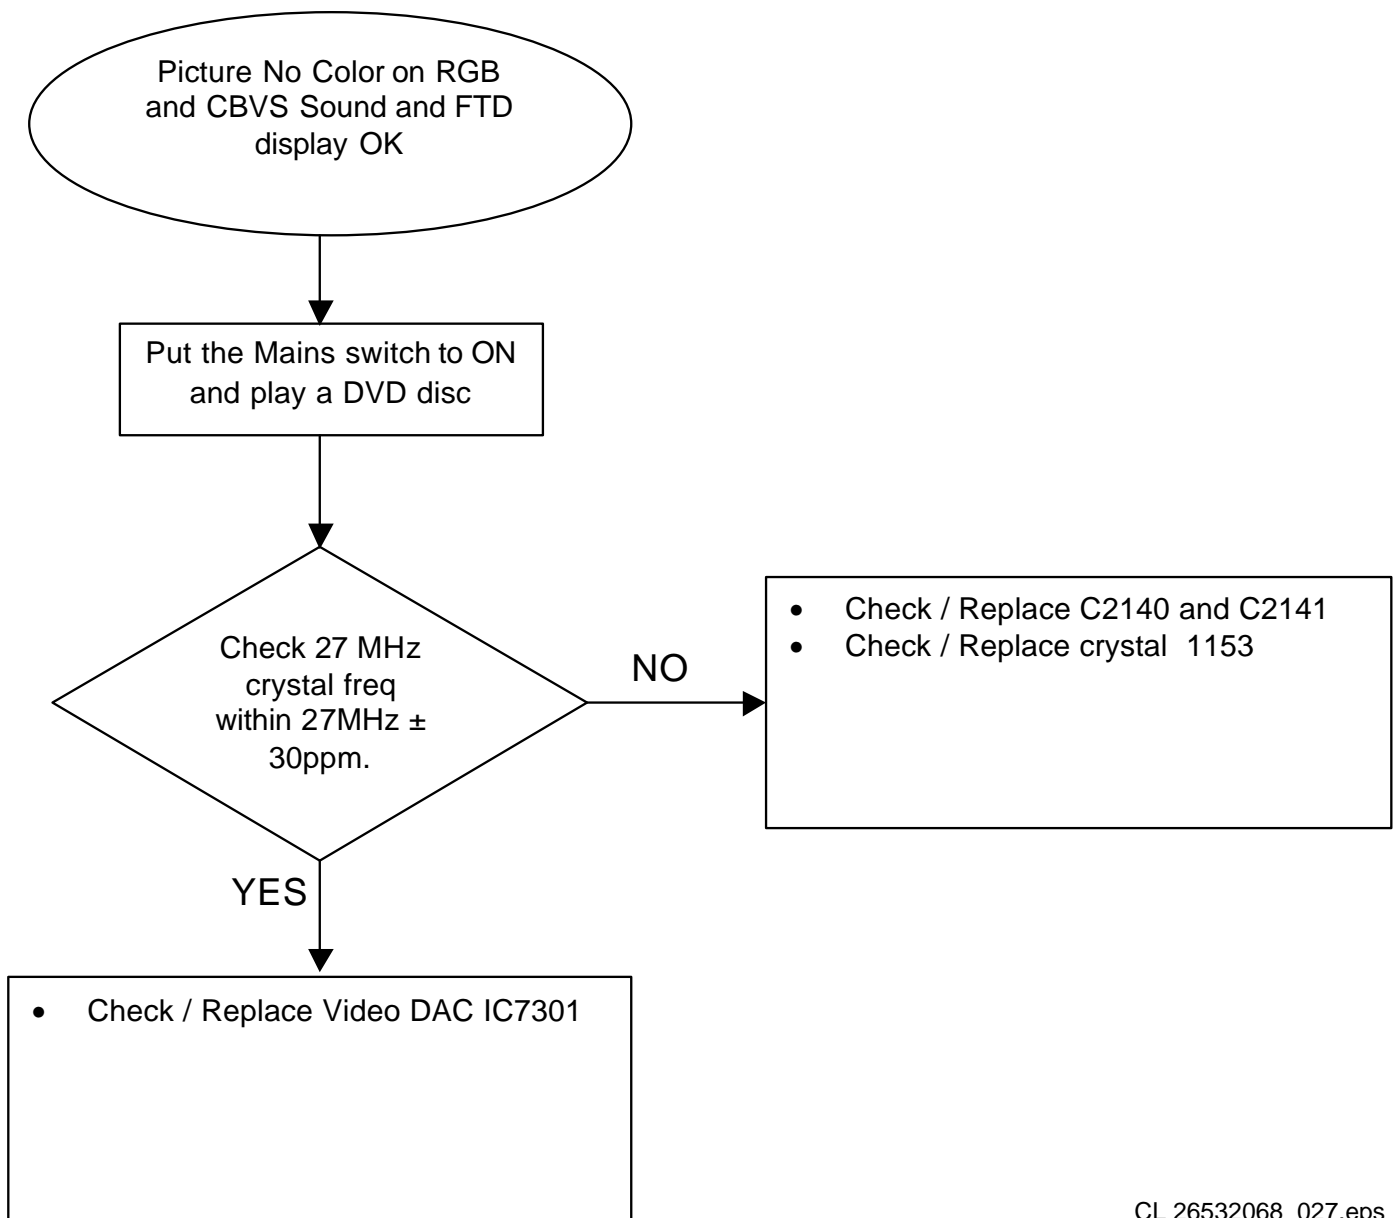 Picture No Color on RGB
and CBVS Sound and FTD
display OK
Put the Mains switch to ON
and play a DVD disc
Check 27 MHz
crystal freq
within 27MHz ±
30ppm.
NO
• Check / Replace C2140 and C2141
• Check / Replace crystal 1153
YES
• Check / Replace Video DAC IC7301
CL 26532068_027.eps